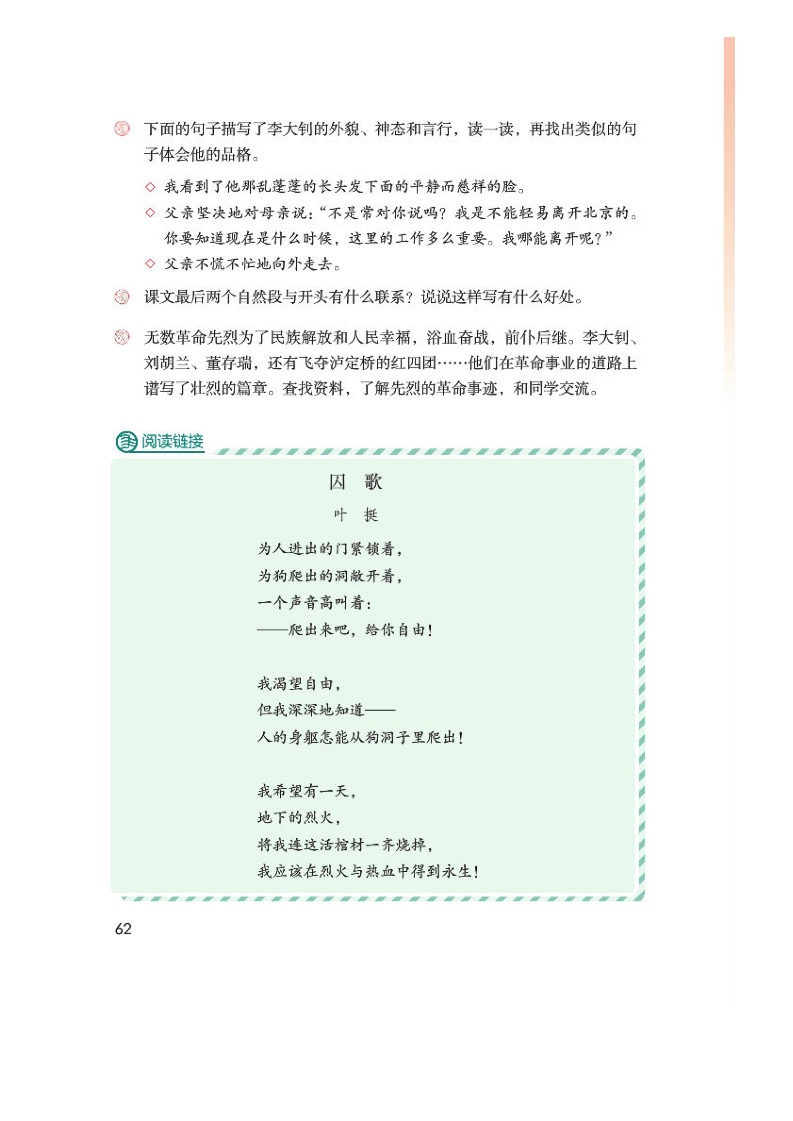 下面的句子描写了李大钊的外貌、神态和言行，读一读，再找出类似的句
子体会他的品格。
◇ 我看到了他那乱蓬蓬的长头发下面的平静而慈祥的脸。
◇ 父亲坚决地对母亲说：“不是常对你说吗？我是不能轻易离开北京的。
你要知道现在是什么时候，这里的工作多么重要。我哪能离开呢？”
◇ 父亲不慌不忙地向外走去。
课文最后两个自然段与开头有什么联系？说说这样写有什么好处。
无数革命先烈为了民族解放和人民幸福，浴血奋战，前仆后继。李大钊、
刘胡兰、董存瑞，还有飞夺泸定桥的红四团……他们在革命事业的道路上
谱写了壮烈的篇章。查找资料，了解先烈的革命事迹，和同学交流。
阅读链接
囚 歌
叶 挺
为人进出的门紧锁着，
为狗爬出的洞敞开着，
一个声音高叫着：
——爬出来吧，给你自由！
我渴望自由，
但我深深地知道——
人的身躯怎能从狗洞子里爬出！
我希望有一天，
地下的烈火，
将我连这活棺材一齐烧掉，
我应该在烈火与热血中得到永生！
62